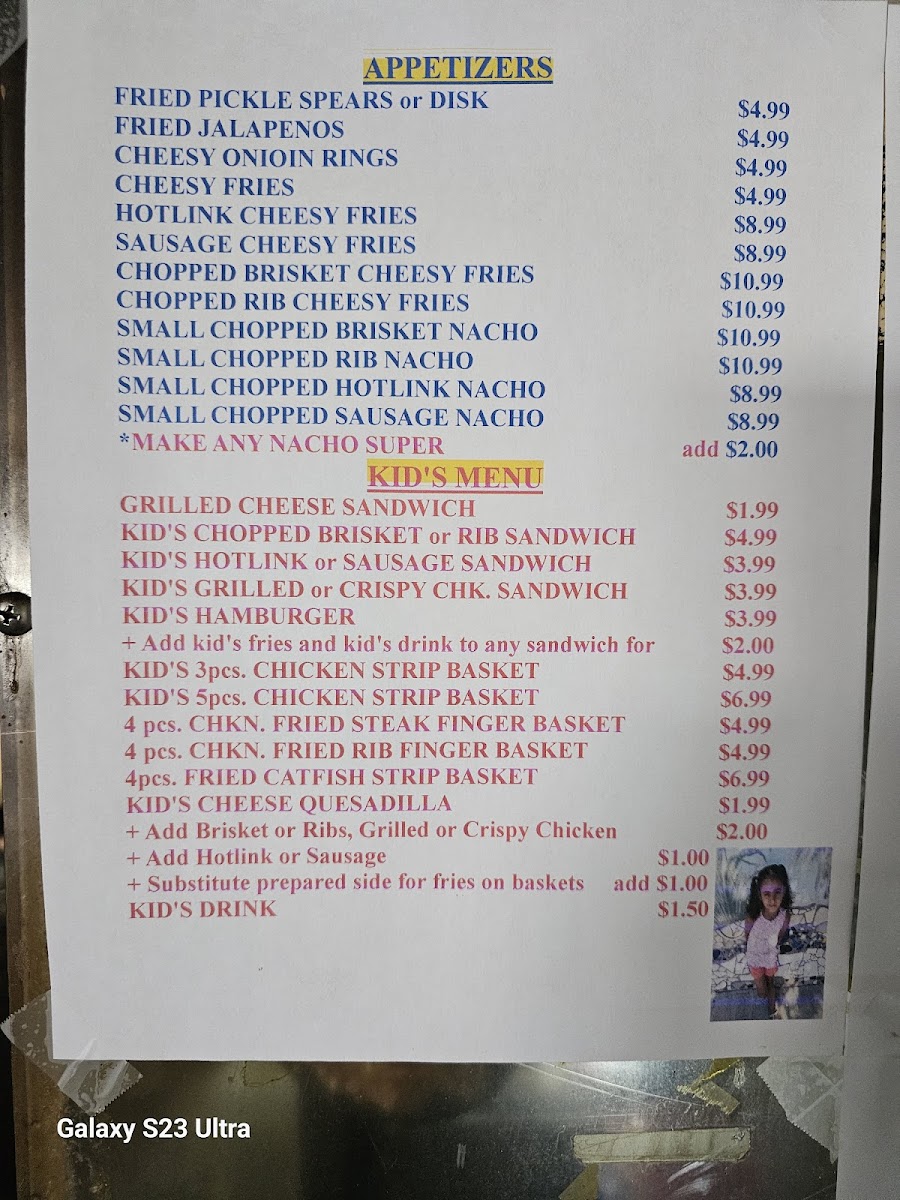 APPETIZERS
FRIED PICKLE SPEARS or DISK $4.99
FRIED JALAPENOS $4.99
CHEESY ONIOIN RINGS $4.99
CHEESY FRIES $4.99
HOTLINK CHEESY FRIES $8.99
SAUSAGE CHEESY FRIES $8.99
CHOPPED BRISKET CHEESY FRIES $10.99
CHOPPED RIB CHEESY FRIES $10.99
SMALL CHOPPED BRISKET NACHO $10.99
SMALL CHOPPED RIB NACHO $10.99
SMALL CHOPPED HOTLINK NACHO $8.99
SMALL CHOPPED SAUSAGE NACHO $8.99
*MAKE ANY NACHO SUPER add $2.00
KID'S MENU
GRILLED CHEESE SANDWICH $1.99
KID'S CHOPPED BRISKET or RIB SANDWICH $4.99
KID'S HOTLINK or SAUSAGE SANDWICH $3.99
KID'S GRILLED or CRISPY CHK. SANDWICH $3.99
KID'S HAMBURGER $3.99
+ Add kid's fries and kid's drink to any sandwich for $2.00
KID'S 3pcs. CHICKEN STRIP BASKET $4.99
KID'S 5pcs. CHICKEN STRIP BASKET $6.99
4 pcs. CHKN. FRIED STEAK FINGER BASKET $4.99
4 pcs. CHKN. FRIED RIB FINGER BASKET $4.99
4pcs. FRIED CATFISH STRIP BASKET $6.99
KID'S CHEESE QUESADILLA $1.99
+ Add Brisket or Ribs, Grilled or Crispy Chicken $2.00
+ Add Hotlink or Sausage $1.00
+ Substitute prepared side for fries on baskets add $1.00
KID'S DRINK $1.50
Galaxy S23 Ultra